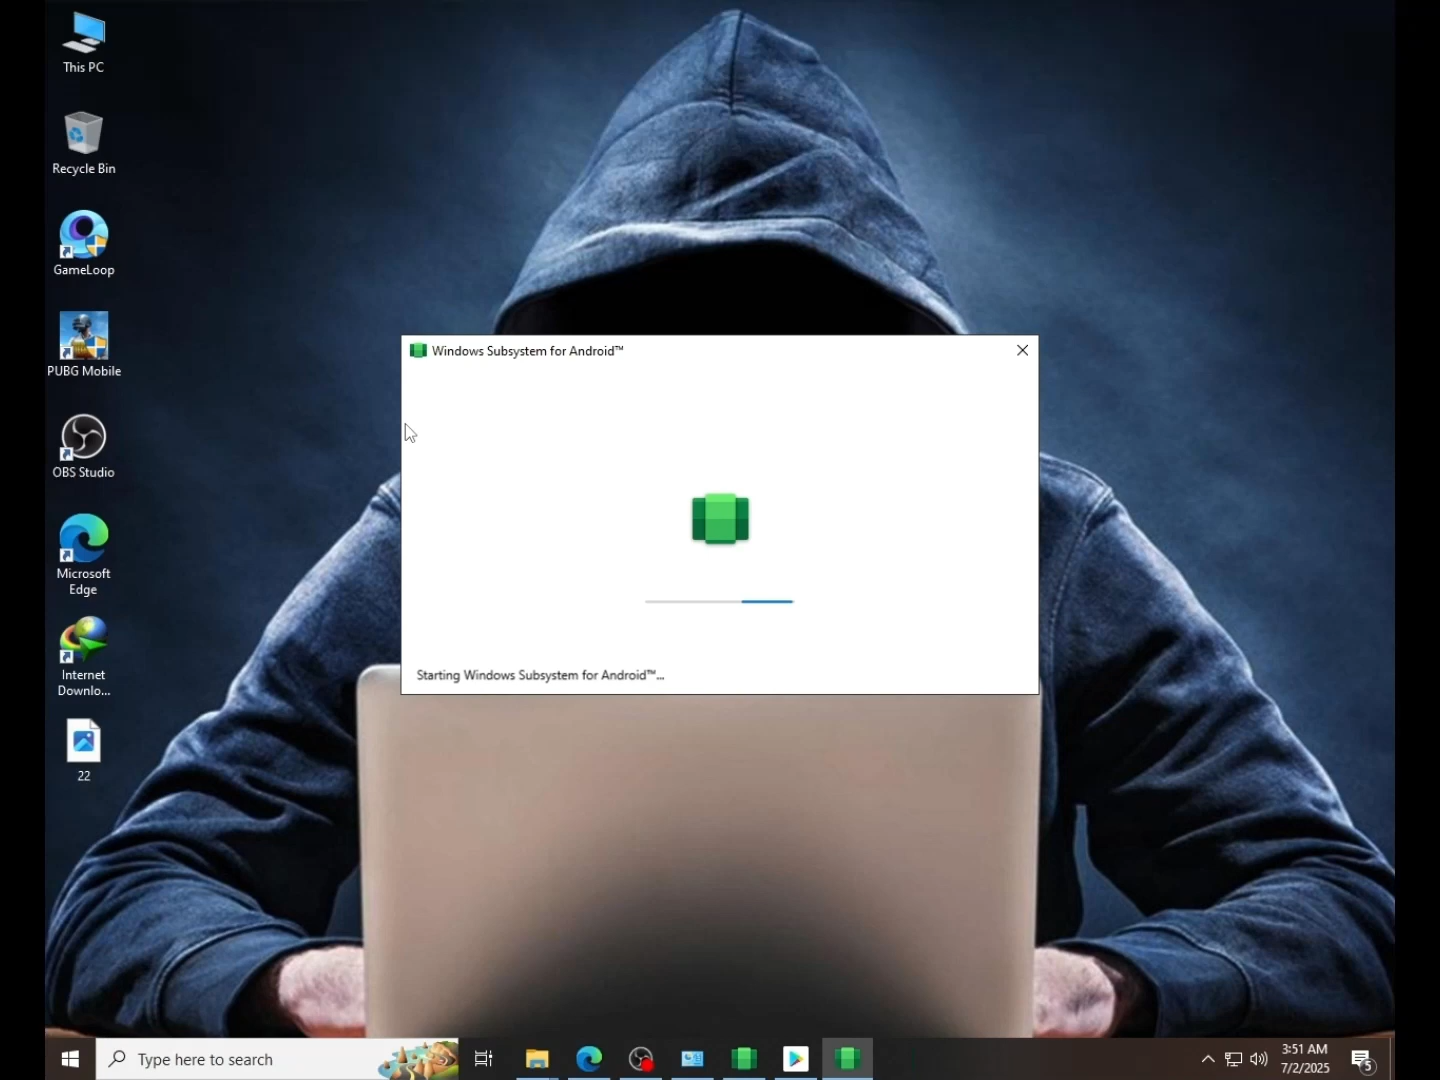 This PC
Recycle Bin
GameLoop
PUBG Mobile
OBS Studio
Microsoft
Edge
Internet
Downlo...
22
Windows Subsystem for Android™
Starting Windows Subsystem for Android™...
Type here to search
3:51 AM
7/2/2025
5